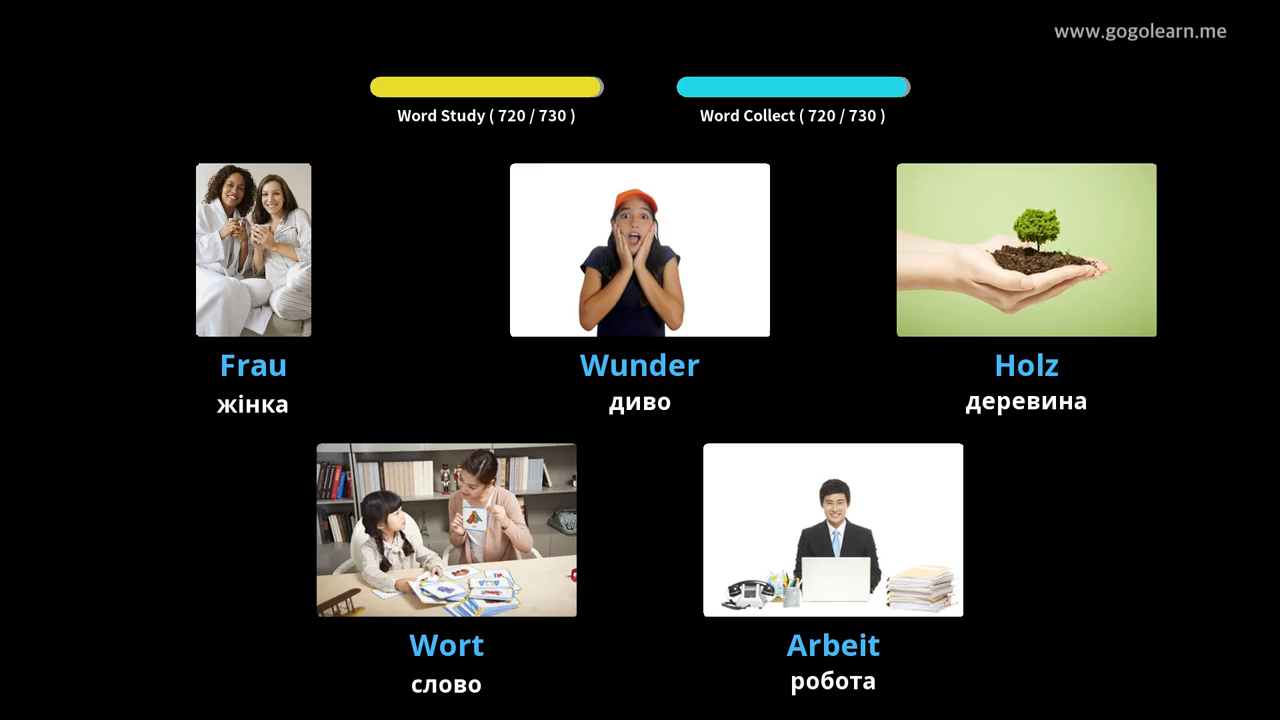 www.gogolearn.me
Word Study ( 720 / 730 )
Word Collect ( 720 / 730 )
Frau
жінка
Wunder
диво
Holz
деревина
Wort
слово
Arbeit
робота